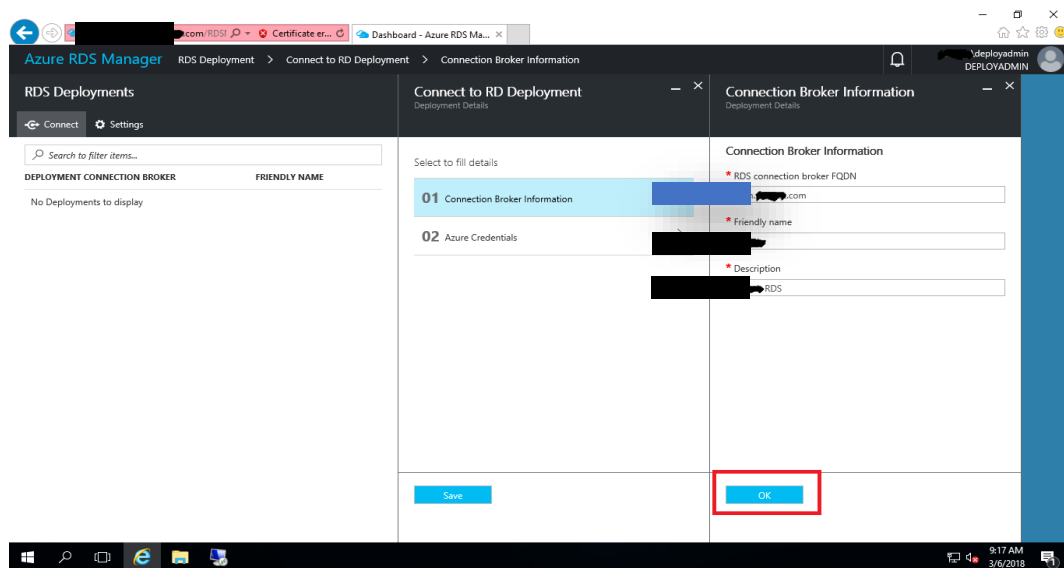 .com/RDS!
Certificate er...
Dashboard - Azure RDS Ma...
Azure RDS Manager
RDS Deployment > Connect to RD Deployment > Connection Broker Information
\deployadmin
DEPLOYADMIN
RDS Deployments
Connect
Settings
Search to filter items...
DEPLOYMENT CONNECTION BROKER
FRIENDLY NAME
No Deployments to display
Connect to RD Deployment
Deployment Details
Select to fill details
01 Connection Broker Information
02 Azure Credentials
Save
Connection Broker Information
Deployment Details
Connection Broker Information
* RDS connection broker FQDN
.com
* Friendly name
* Description
RDS
OK
9:17 AM
3/6/2018